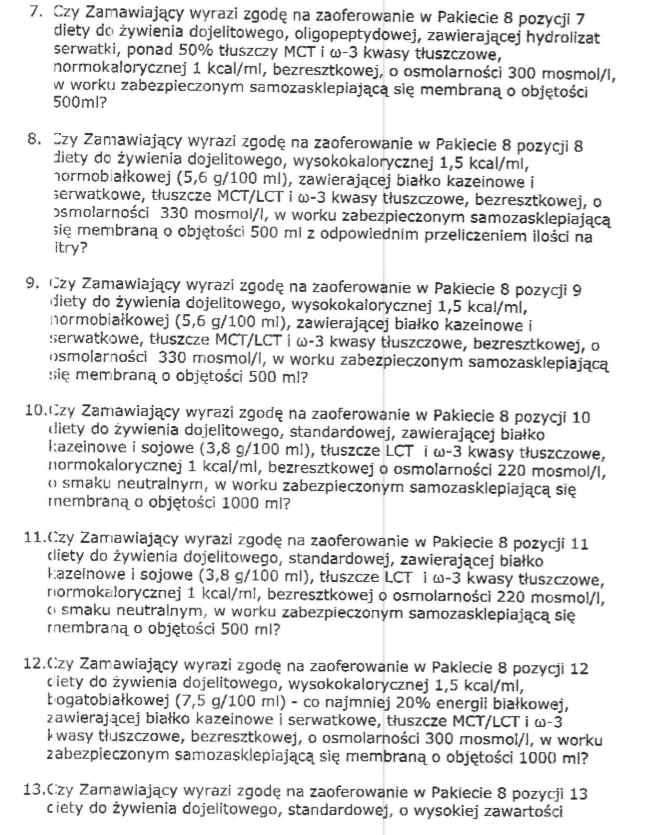 7. Czy Zamawiający wyrazi zgodę na zaoferowanie w Pakiecie 8 pozycji 7
diety do żywienia dojelitowego, oligopeptydowej, zawierającej hydrolizat
serwatki, ponad 50% tłuszczy MCT i ω-3 kwasy tłuszczowe,
normokalorycznej 1 kcal/ml, bezresztkowej, o osmolarności 300 mosmol/l,
w worku zabezpieczonym samozasklepiającą się membraną o objętości
500ml?
8. Czy Zamawiający wyrazi zgodę na zaoferowanie w Pakiecie 8 pozycji 8
diety do żywienia dojelitowego, wysokokalorycznej 1,5 kcal/ml,
normobiałkowej (5,6 g/100 ml), zawierającej białko kazeinowe i
serwatkowe, tłuszcze MCT/LCT i ω-3 kwasy tłuszczowe, bezresztkowej, o
osmolarności 330 mosmol/l, w worku zabezpieczonym samozasklepiającą
się membraną o objętości 500 ml z odpowiednim przeliczeniem ilości na
litry?
9. Czy Zamawiający wyrazi zgodę na zaoferowanie w Pakiecie 8 pozycji 9
diety do żywienia dojelitowego, wysokokalorycznej 1,5 kcal/ml,
normobiałkowej (5,6 g/100 ml), zawierającej białko kazeinowe i
serwatkowe, tłuszcze MCT/LCT i ω-3 kwasy tłuszczowe, bezresztkowej, o
osmolarności 330 mosmol/l, w worku zabezpieczonym samozasklepiającą
się membraną o objętości 500 ml?
10.Czy Zamawiający wyrazi zgodę na zaoferowanie w Pakiecie 8 pozycji 10
diety do żywienia dojelitowego, standardowej, zawierającej białko
kazeinowe i sojowe (3,8 g/100 ml), tłuszcze LCT i ω-3 kwasy tłuszczowe,
normokalorycznej 1 kcal/ml, bezresztkowej o osmolarności 220 mosmol/l,
o smaku neutralnym, w worku zabezpieczonym samozasklepiającą się
membraną o objętości 1000 ml?
11.Czy Zamawiający wyrazi zgodę na zaoferowanie w Pakiecie 8 pozycji 11
diety do żywienia dojelitowego, standardowej, zawierającej białko
kazeinowe i sojowe (3,8 g/100 ml), tłuszcze LCT i ω-3 kwasy tłuszczowe,
normokalorycznej 1 kcal/ml, bezresztkowej o osmolarności 220 mosmol/l,
o smaku neutralnym, w worku zabezpieczonym samozasklepiającą się
membraną o objętości 500 ml?
12.Czy Zamawiający wyrazi zgodę na zaoferowanie w Pakiecie 8 pozycji 12
diety do żywienia dojelitowego, wysokokalorycznej 1,5 kcal/ml,
bogatobiałkowej (7,5 g/100 ml) - co najmniej 20% energii białkowej,
zawierającej białko kazeinowe i serwatkowe, tłuszcze MCT/LCT i ω-3
kwasy tłuszczowe, bezresztkowej, o osmolarności 300 mosmol/l, w worku
zabezpieczonym samozasklepiającą się membraną o objętości 1000 ml?
13.Czy Zamawiający wyrazi zgodę na zaoferowanie w Pakiecie 8 pozycji 13
diety do żywienia dojelitowego, standardowej, o wysokiej zawartości